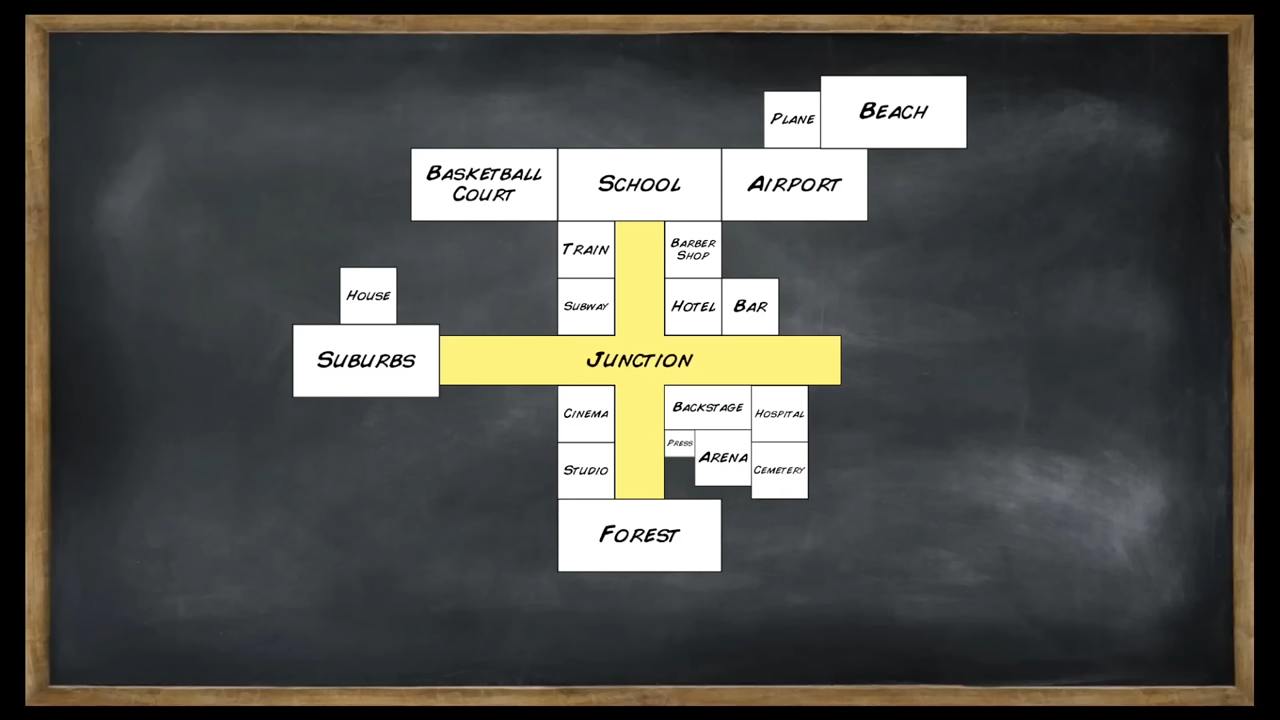 BEACH
PLANE
BASKETBALL
COURT
SCHOOL
AIRPORT
TRAIN
BARBER
SHOP
HOUSE
SUBWAY
HOTEL
BAR
SUBURBS
JUNCTION
CINEMA
BACKSTAGE
HOSPITAL
PRESS
ARENA
STUDIO
CEMETERY
FOREST